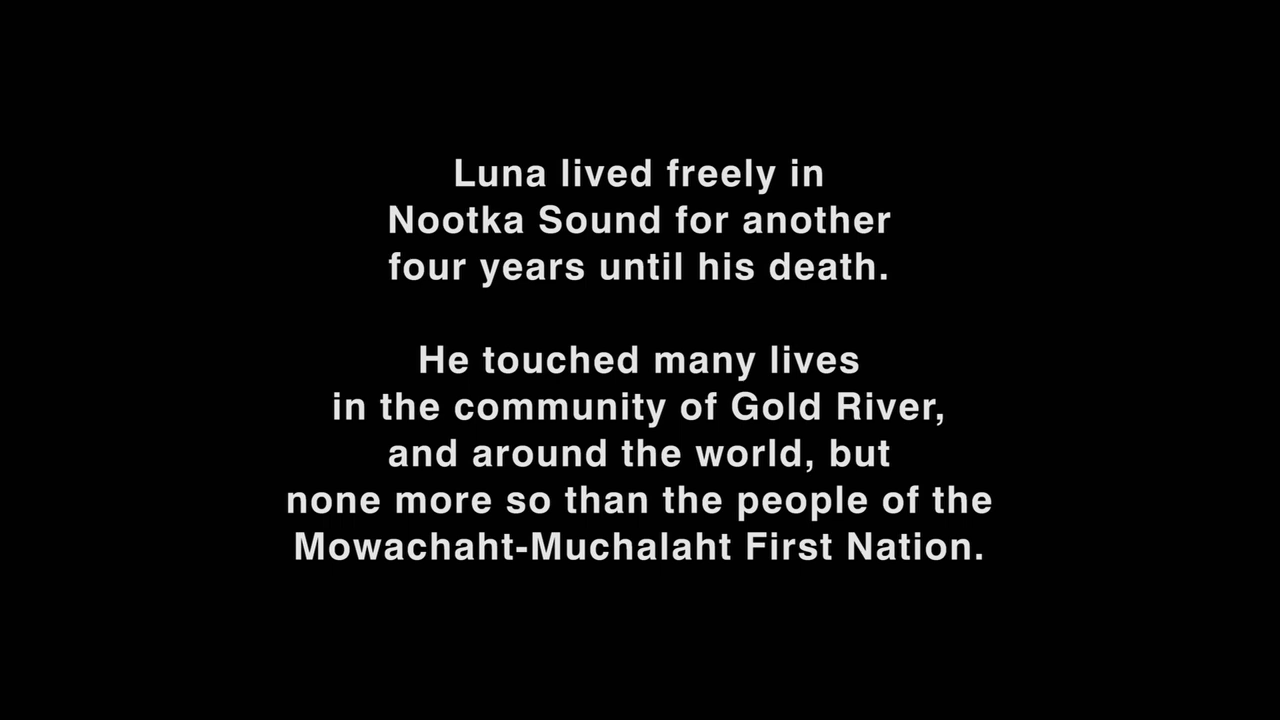 Luna lived freely in
Nootka Sound for another
four years until his death.
He touched many lives
in the community of Gold River,
and around the world, but
none more so than the people of the
Mowachaht-Muchalaht First Nation.